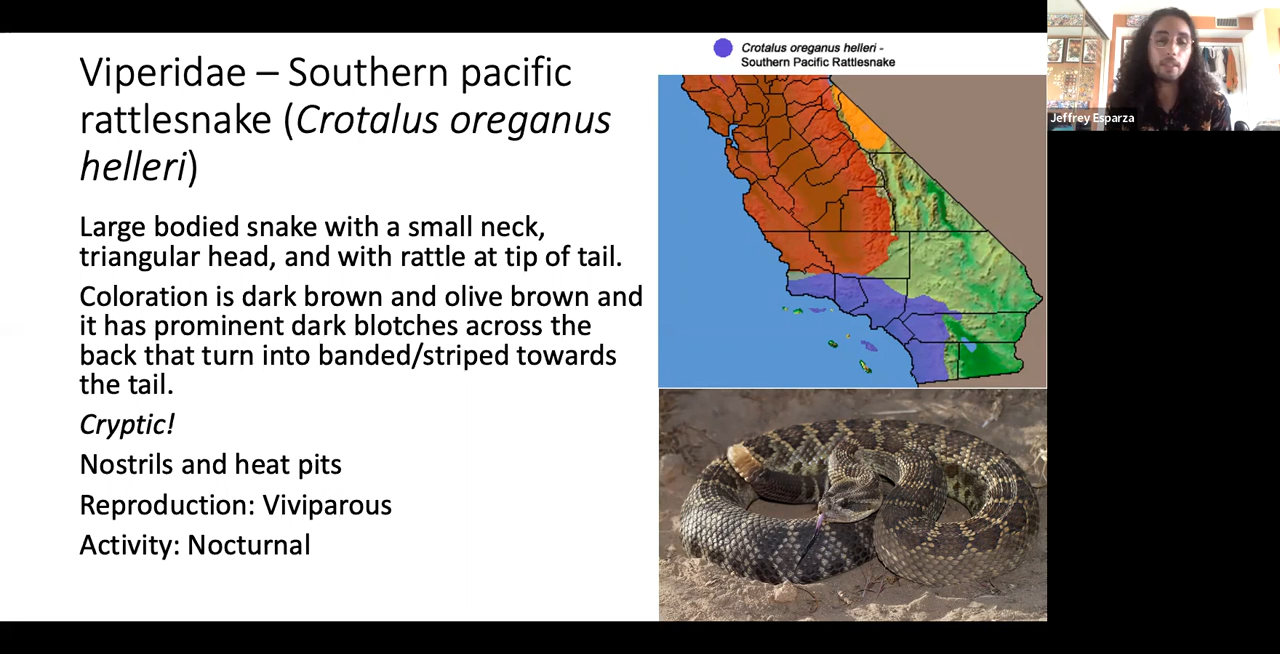 Viperidae – Southern pacific
rattlesnake (Crotalus oreganus
helleri)
Large bodied snake with a small neck,
triangular head, and with rattle at tip of tail.
Coloration is dark brown and olive brown and
it has prominent dark blotches across the
back that turn into banded/striped towards
the tail.
Cryptic!
Nostrils and heat pits
Reproduction: Viviparous
Activity: Nocturnal
Crotalus oreganus helleri -
Southern Pacific Rattlesnake
Jeffrey Esparza